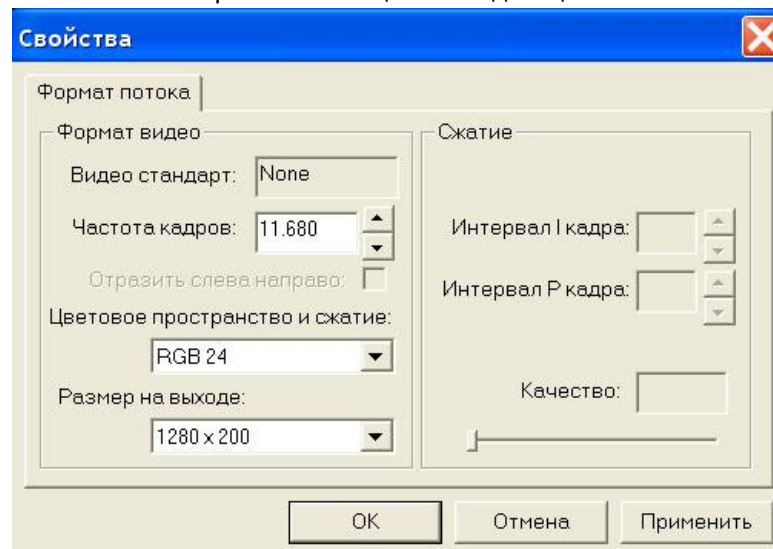 Свойства
Формат потока
Формат видео
Видео стандарт: None
Частота кадров: 11.680
Отразить слева направо:
Цветовое пространство и сжатие:
RGB 24
Размер на выходе:
1280 x 200
Сжатие
Интервал I кадра:
Интервал P кадра:
Качество:
OK
Отмена
Применить